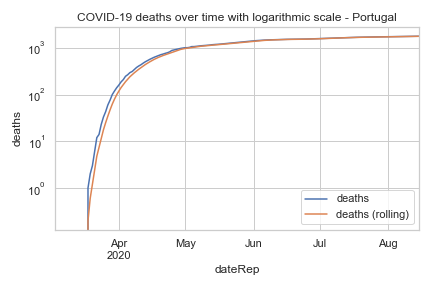 COVID-19 deaths over time with logarithmic scale - Portugal
deaths
10³
10²
10¹
10⁰
Apr
2020
May
Jun
Jul
Aug
dateRep
deaths
deaths (rolling)